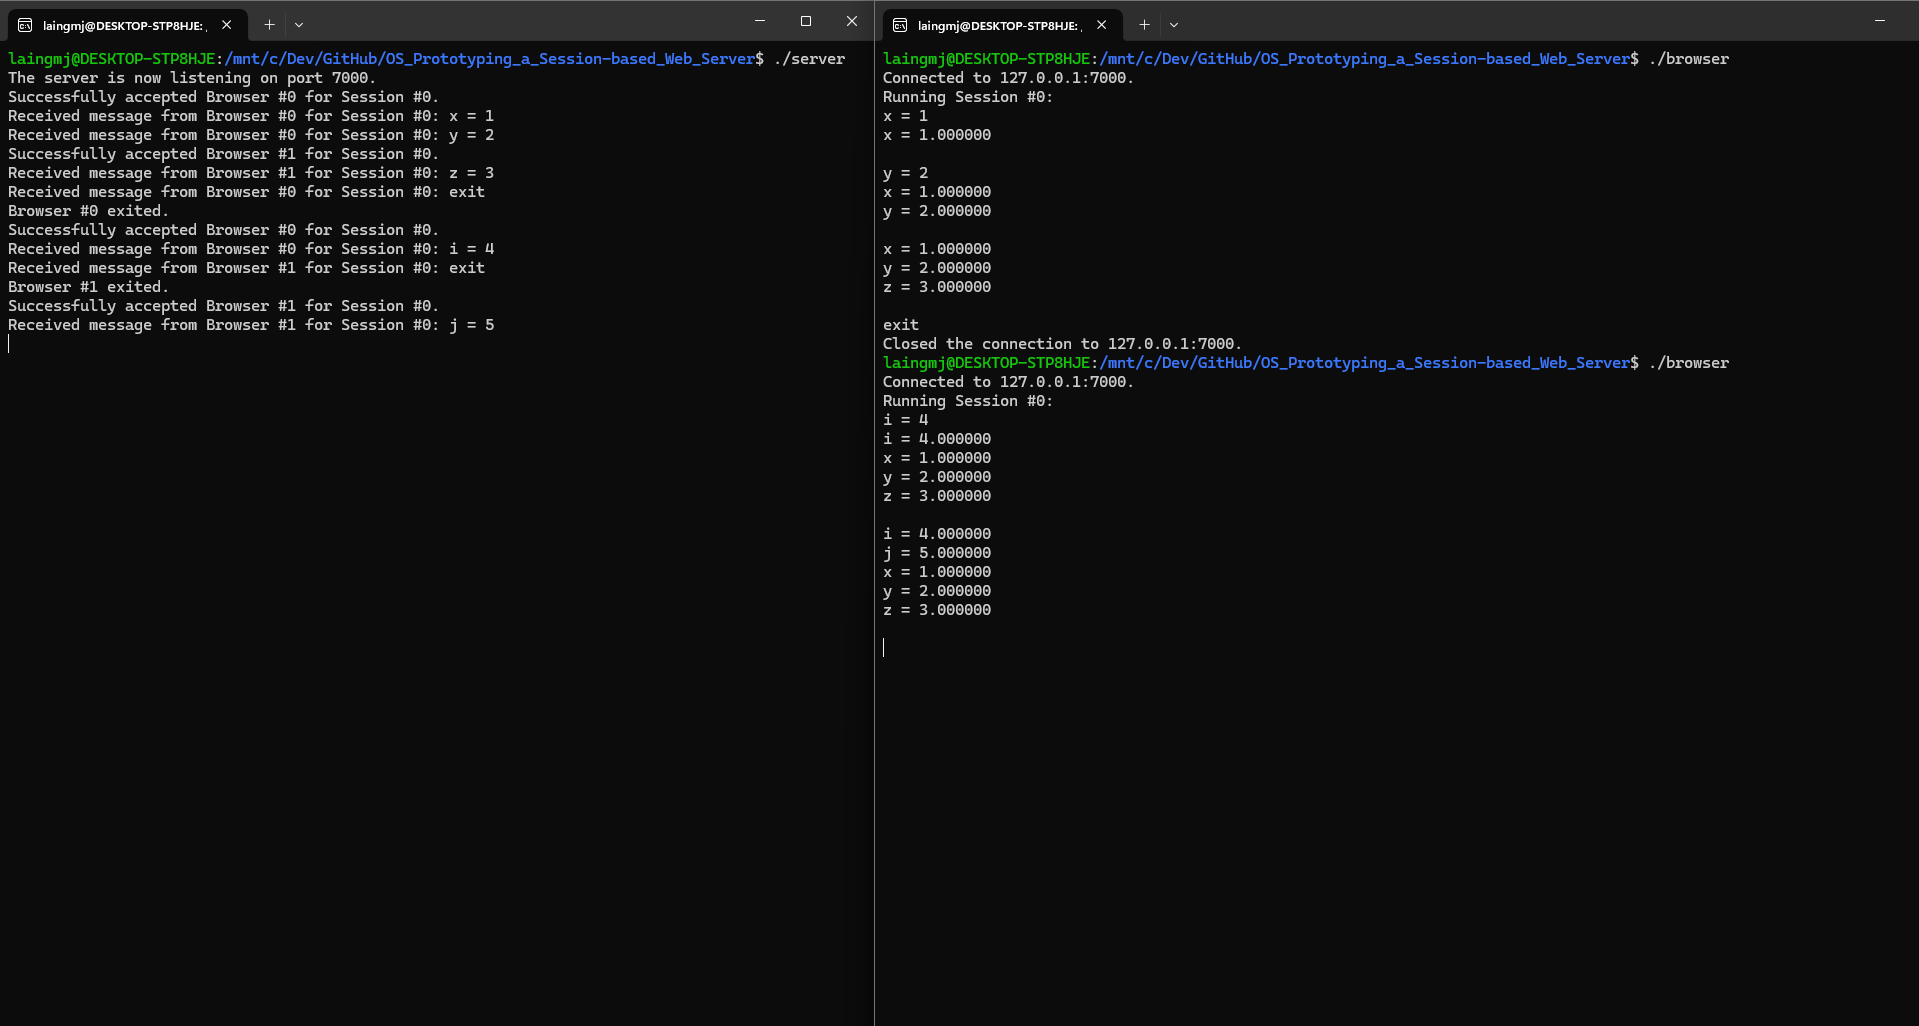 laingmj@DESKTOP-STP8HJE: ,
laingmj@DESKTOP-STP8HJE:/mnt/c/Dev/GitHub/OS_Prototyping_a_Session-based_Web_Server$ ./server
The server is now listening on port 7000.
Successfully accepted Browser #0 for Session #0.
Received message from Browser #0 for Session #0: x = 1
Received message from Browser #0 for Session #0: y = 2
Successfully accepted Browser #1 for Session #0.
Received message from Browser #1 for Session #0: z = 3
Received message from Browser #0 for Session #0: exit
Browser #0 exited.
Successfully accepted Browser #0 for Session #0.
Received message from Browser #0 for Session #0: i = 4
Received message from Browser #1 for Session #0: exit
Browser #1 exited.
Successfully accepted Browser #1 for Session #0.
Received message from Browser #1 for Session #0: j = 5
laingmj@DESKTOP-STP8HJE: ,
laingmj@DESKTOP-STP8HJE:/mnt/c/Dev/GitHub/OS_Prototyping_a_Session-based_Web_Server$ ./browser
Connected to 127.0.0.1:7000.
Running Session #0:
x = 1
x = 1.000000

y = 2
x = 1.000000
y = 2.000000

x = 1.000000
y = 2.000000
z = 3.000000

exit
Closed the connection to 127.0.0.1:7000.
laingmj@DESKTOP-STP8HJE:/mnt/c/Dev/GitHub/OS_Prototyping_a_Session-based_Web_Server$ ./browser
Connected to 127.0.0.1:7000.
Running Session #0:
i = 4
i = 4.000000
x = 1.000000
y = 2.000000
z = 3.000000

i = 4.000000
j = 5.000000
x = 1.000000
y = 2.000000
z = 3.000000